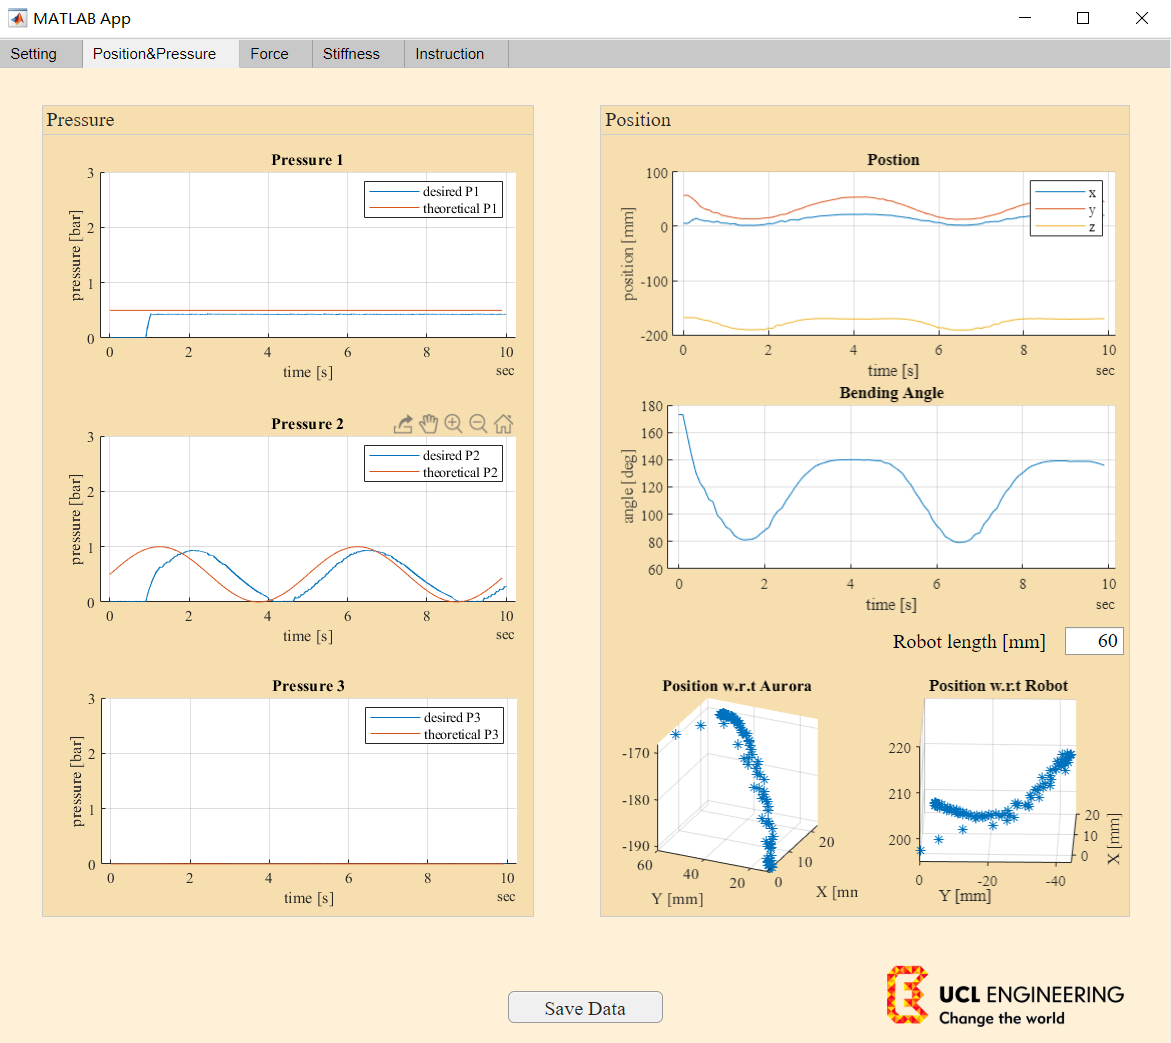 MATLAB App
Setting Position&Pressure Force Stiffness Instruction
Pressure
Pressure 1
desired P1
theoretical P1
pressure [bar]
3
2
1
0
0 2 4 6 8 10
time [s]
sec
Pressure 2
desired P2
theoretical P2
pressure [bar]
3
2
1
0
0 2 4 6 8 10
time [s]
sec
Pressure 3
desired P3
theoretical P3
pressure [bar]
3
2
1
0
0 2 4 6 8 10
time [s]
sec
Position
Postion
x
y
z
position [mm]
100
0
-100
-200
0 2 4 6 8 10
time [s]
sec
Bending Angle
angle [deg]
180
160
140
120
100
80
60
0 2 4 6 8 10
time [s]
sec
Robot length [mm] 60
Position w.r.t Aurora
-170
-180
-190
60
40
20
0
10
20
Y [mm]
X [mn
Position w.r.t Robot
220
210
200
0 -20 -40
20
10
0
Y [mm]
X [mm]
Save Data
UCL ENGINEERING
Change the world